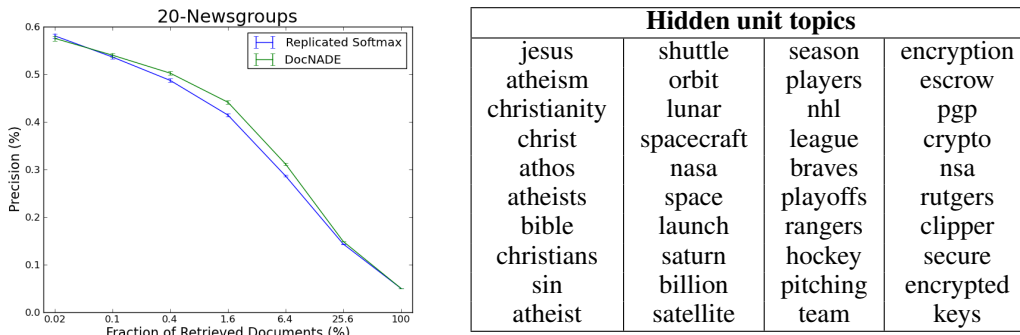 20-Newsgroups
Replicated Softmax
DocNADE
Precision (%)
0.6
0.5
0.4
0.3
0.2
0.1
0.0
0.02 0.1 0.4 1.6 6.4 25.6 100
Fraction of Retrieved Documents (%)
Hidden unit topics
jesus shuttle season encryption
atheism orbit players escrow
christianity lunar nhl pgp
christ spacecraft league crypto
athos nasa braves nsa
atheists space playoffs rutgers
bible launch rangers clipper
christians saturn hockey secure
sin billion pitching encrypted
atheist satellite team keys